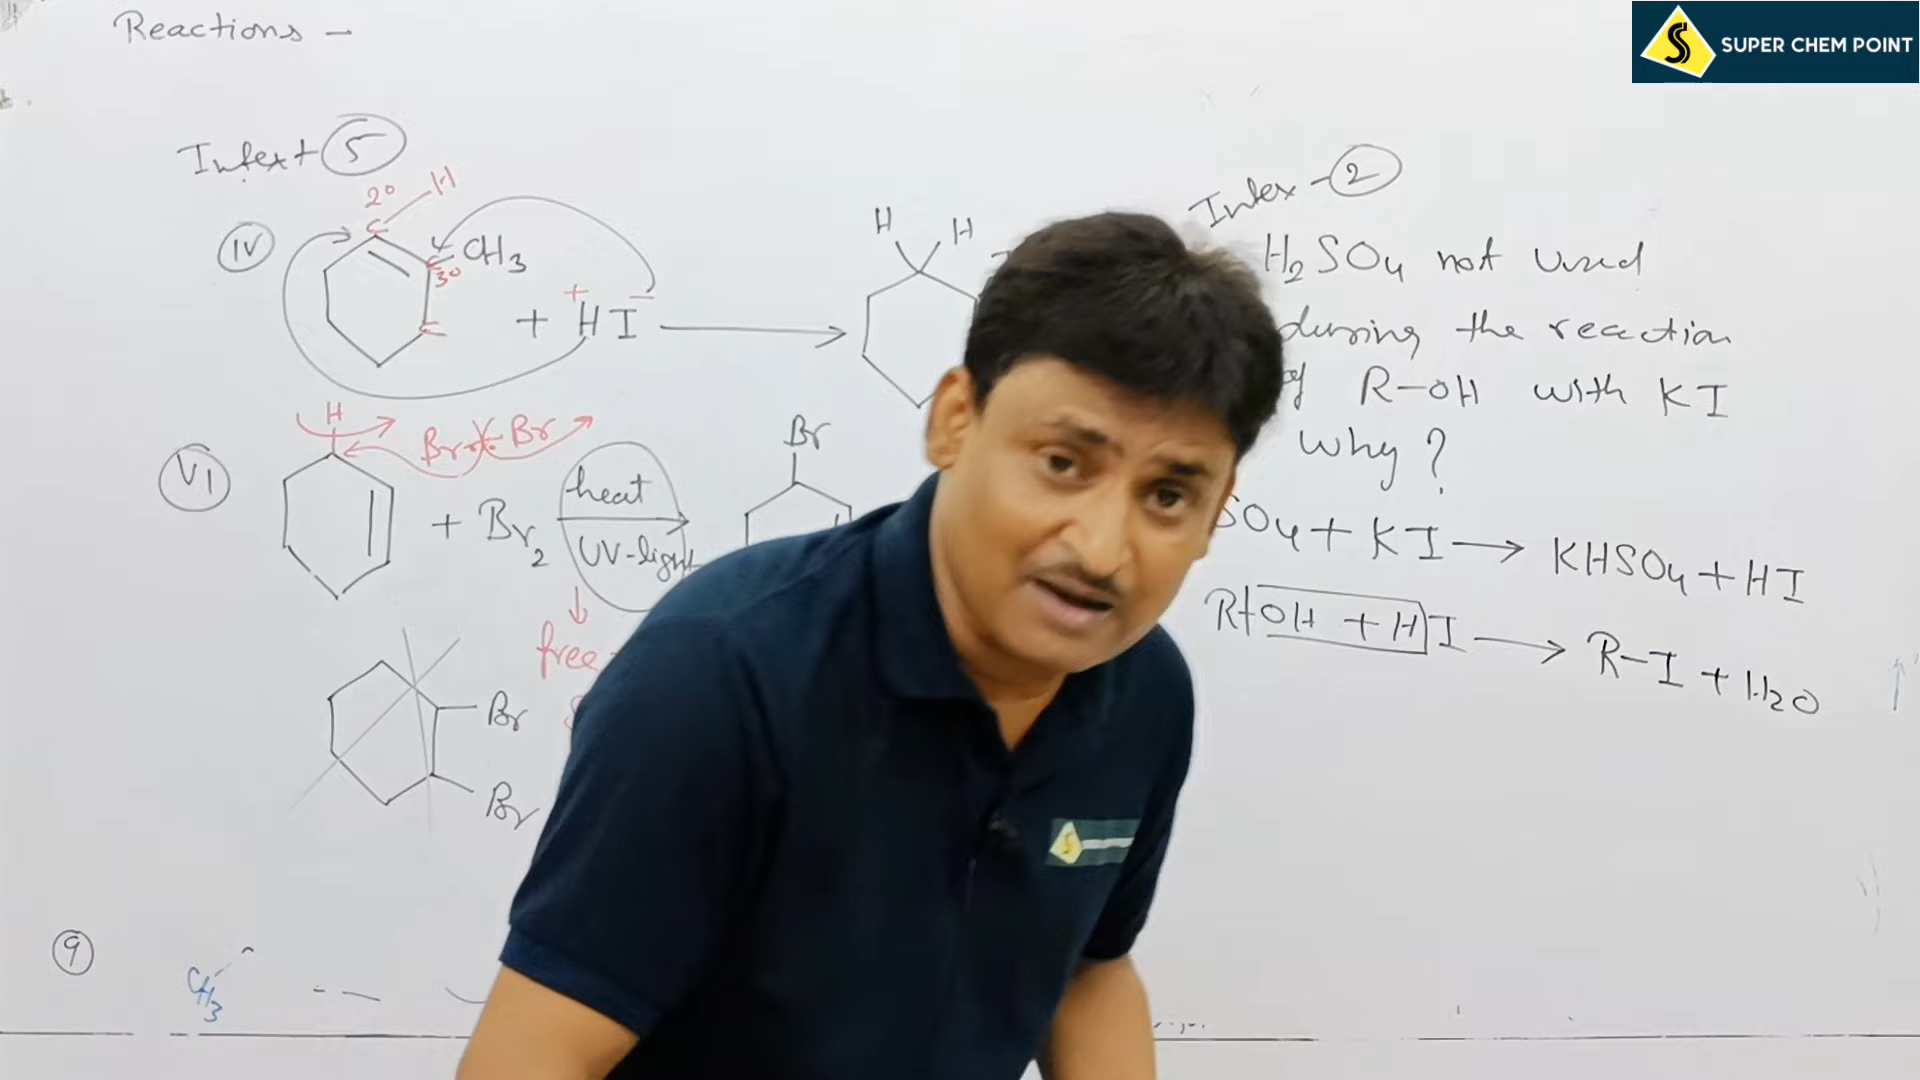 SUPER CHEM POINT
Reactions -
Intext 5
IV
2° H
C
CH3
C
3°
+ - 
+ HI
H H
VI
H
Br : Br
+ Br2
heat
UV-light
free
Br
Br
Br
9
CH3
Intex - 2
H2SO4 not used
during the reaction
of R-OH with KI
why?
SO4 + KI → KHSO4 + HI
R+OH + HI → R-I + H2O
S